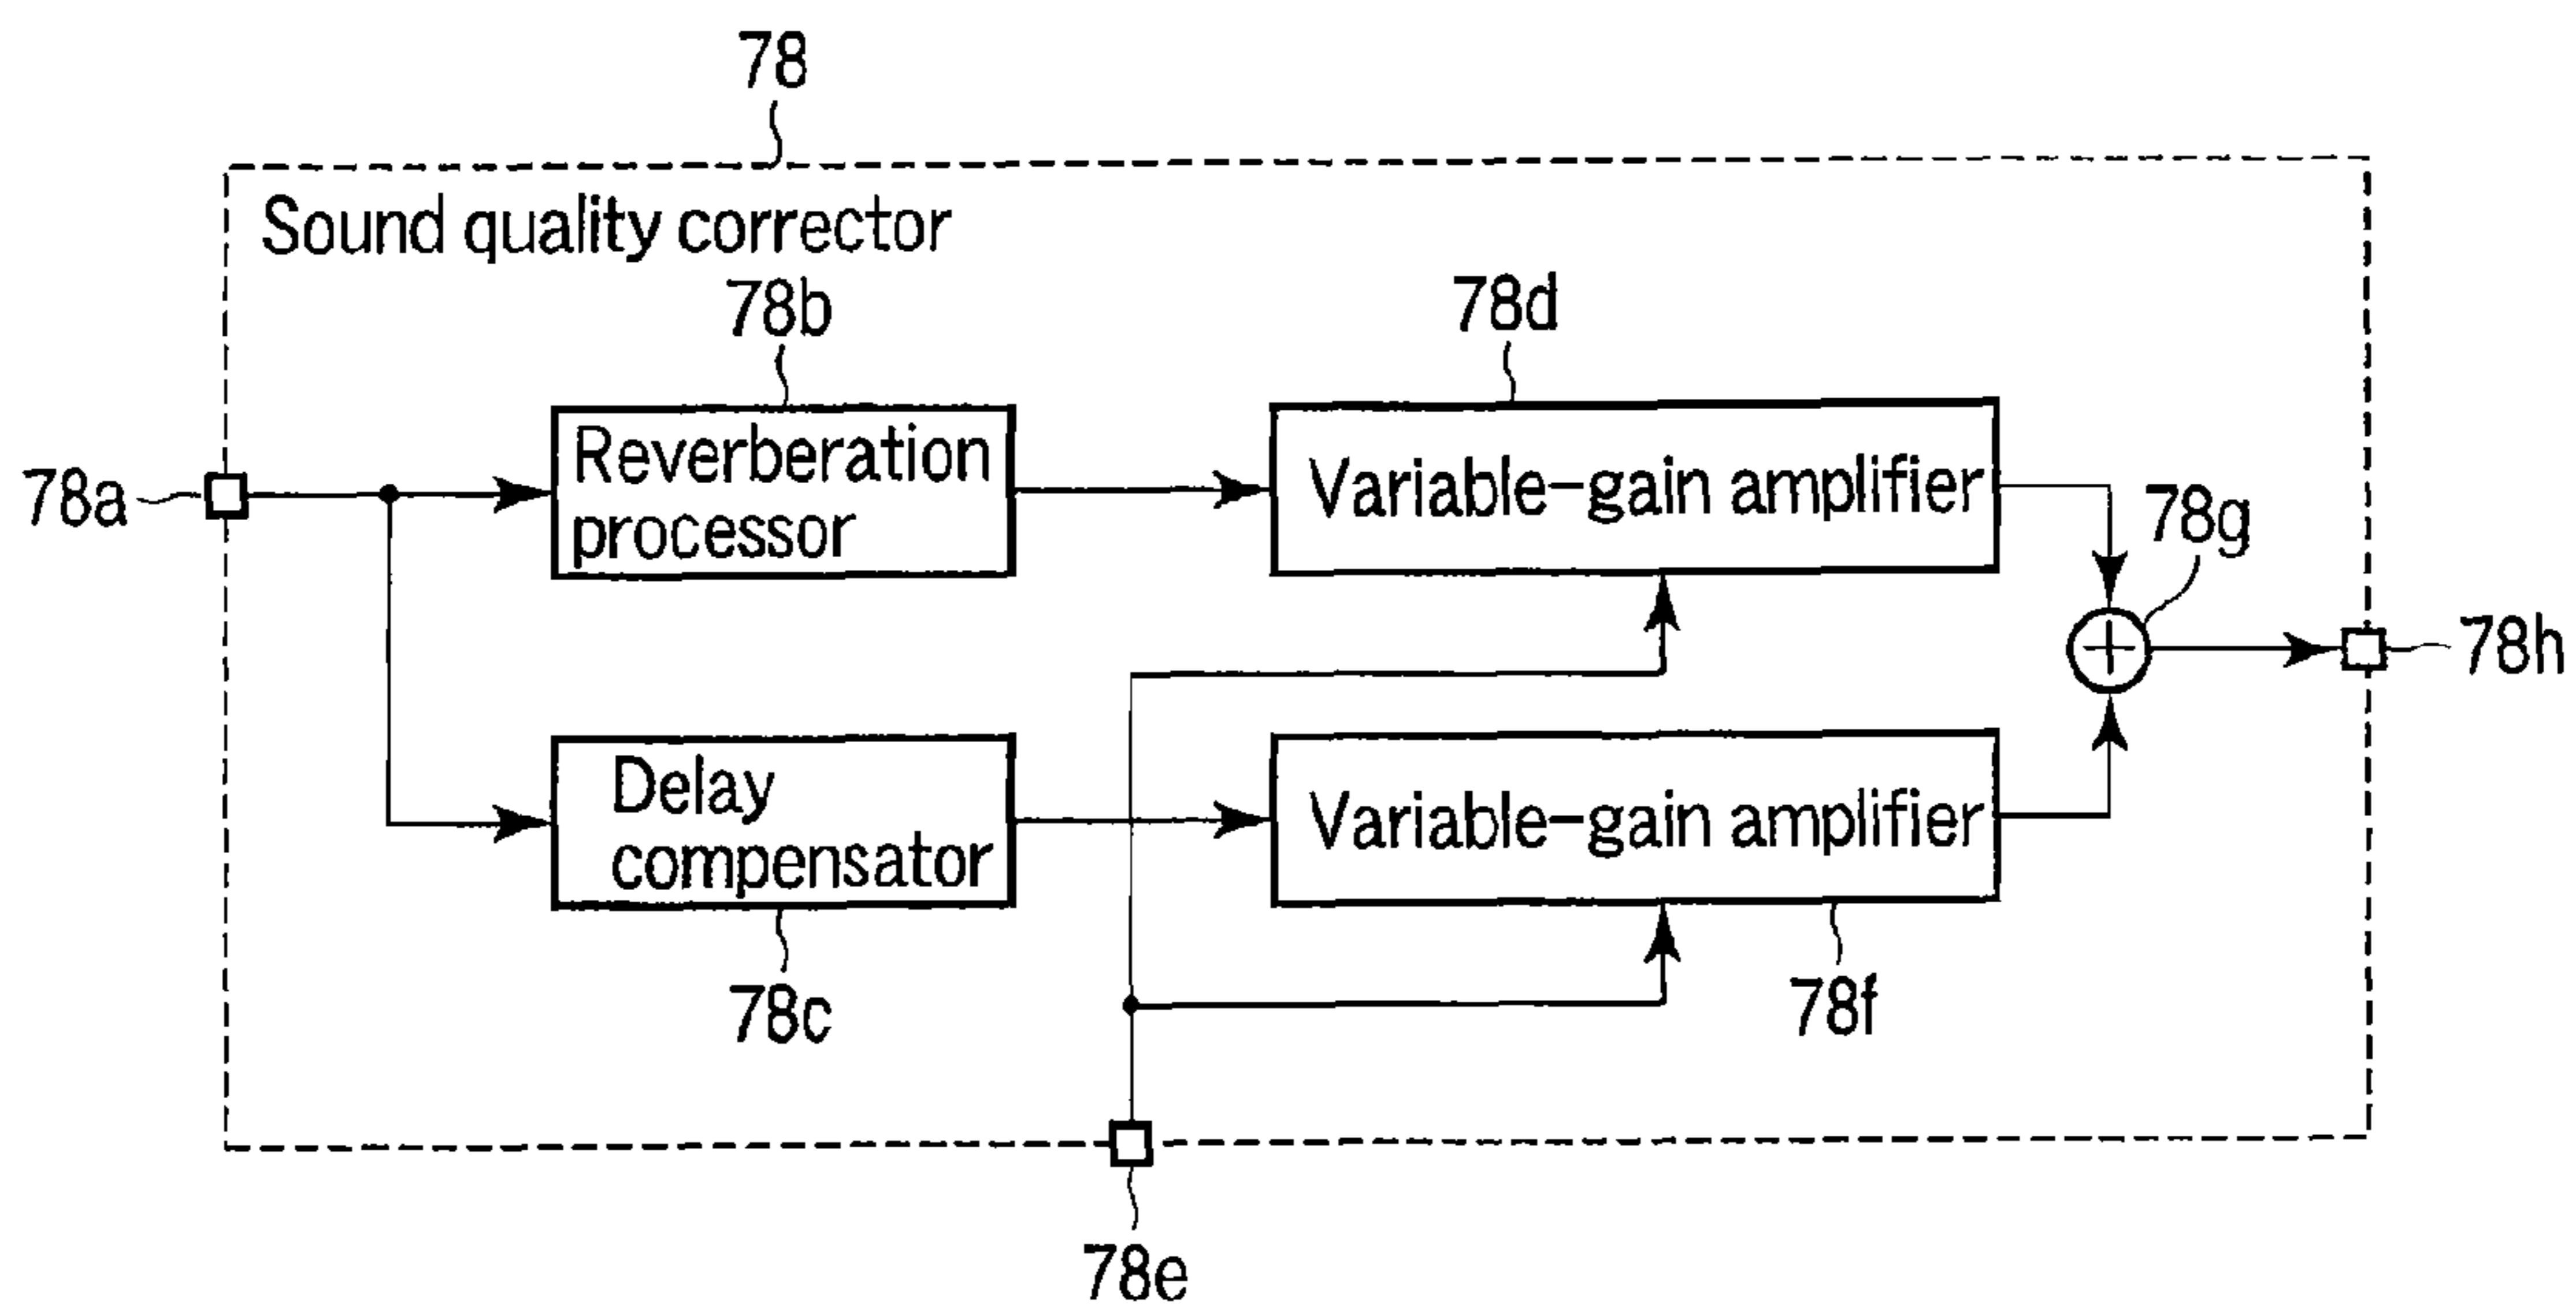 78
Sound quality corrector
78b
78d
Reverberation
processor
Variable-gain amplifier
78a
78g
78h
Delay
compensator
Variable-gain amplifier
78c
78f
78e